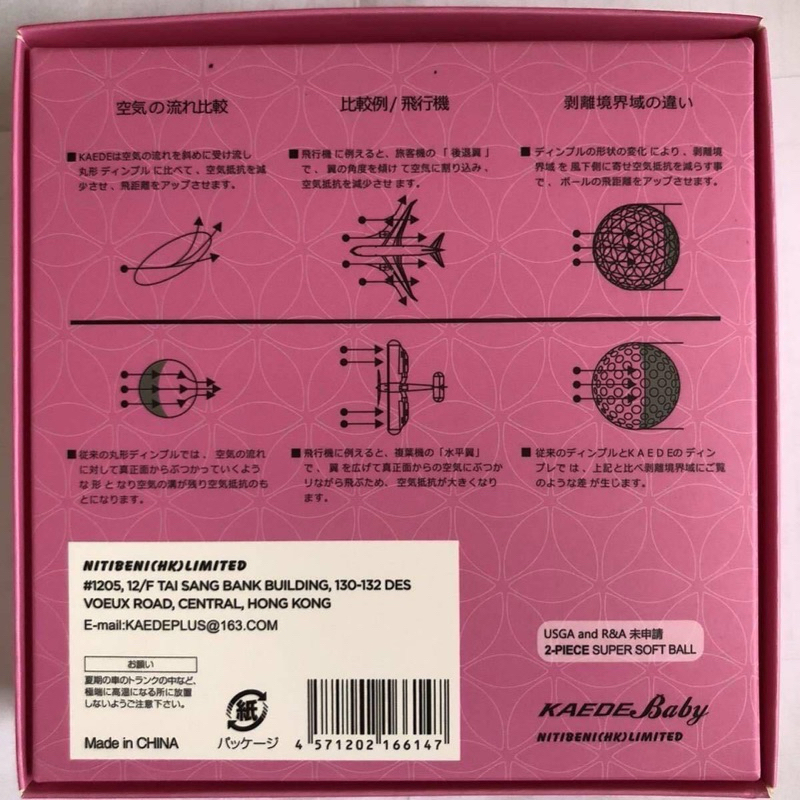 空気の流れ比較
■KAEDEは空気の流れを斜めに受け流し
丸形 ディンプル に比べて 、空気抵抗を減
少させ 、飛距離をアップさせます。
比較例/ 飛行機
■飛行機 に例えると、旅客機の「 後退翼 」
で 、 翼の角度を傾け て空気に割り込み 、
空気抵抗を減少させ ます。
剥離境界域の違い
■ディンプルの形状の変化 により 、剥離境
界域 を 風下側に寄せ空気抵抗を減らす事
で 、 ボールの飛距離をアップさせます。
■従来の丸形ディンプルでは 、 空気の流れ
に対して真正面からぶつかっていくよう
な 形 と なり空気の溝が残り空気抵抗のも
とになります。
■飛行機に例えると、複葉機の「水平翼」
で 、 翼 を広げて真正面からの空気にぶつか
リながら飛ぶため、 空気抵抗が大きくなり
ます。
■従来のディンプルとKAEDEの ディン
プレで は 、上記と比べ剥離境界域にご覧
のような差 が生じます。
NITIBENI(HK)LIMITED
#1205, 12/F TAI SANG BANK BUILDING, 130-132 DES
VOEUX ROAD, CENTRAL, HONG KONG
E-mail:KAEDEPLUS@163.COM
お願い
夏期の車のトランクの中など、
極端に高温になる所に放置
しないようご注意下さい。
Made in CHINA
紙
パッケージ
4 571202 166147
USGA and R&A 未申請
2-PIECE SUPER SOFT BALL
KAEDE Baby
NITIBENI(HK)LIMITED